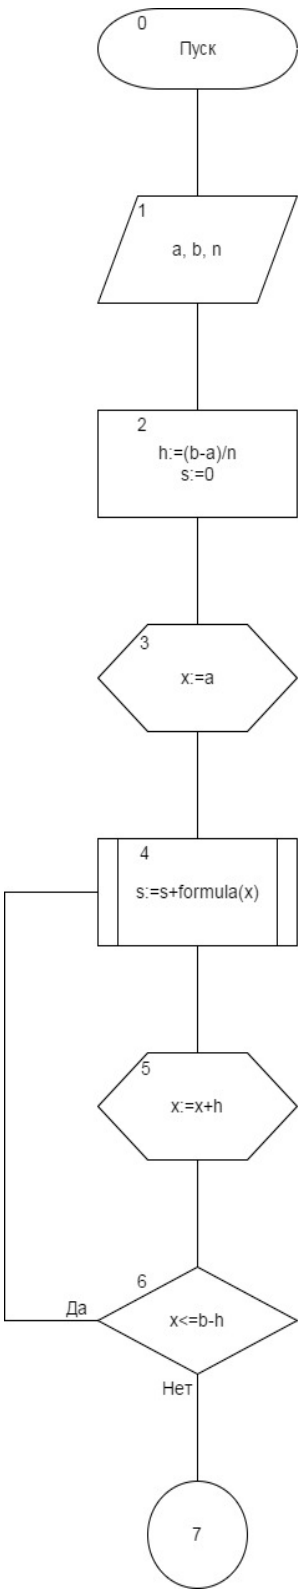 0
Пуск
1
a, b, n
2
h:=(b-a)/n
s:=0
3
x:=a
4
s:=s+formula(x)
5
x:=x+h
6
x<=b-h
Да
Нет
7